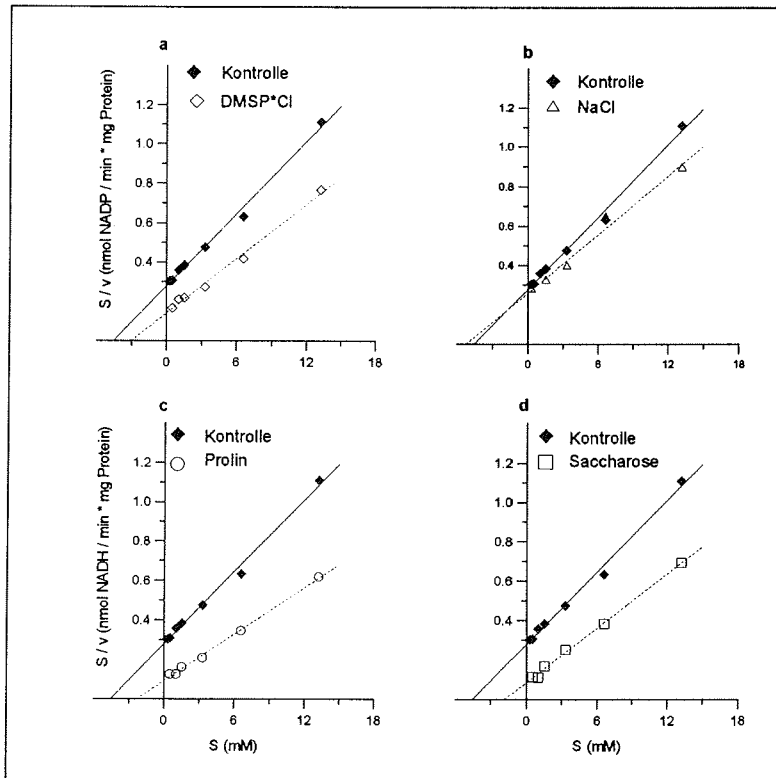 a
Kontrolle
DMSP*Cl
S / v (nmol NADP / min * mg Protein)
1.2
1.0
0.8
0.6
0.4
0 6 12 18
b
Kontrolle
NaCl
1.2
1.0
0.8
0.6
0.4
0 6 12 18
c
Kontrolle
Prolin
S / v (nmol NADH / min * mg Protein)
1.2
1.0
0.8
0.6
0.4
0 6 12 18
S (mM)
d
Kontrolle
Saccharose
1.2
1.0
0.8
0.6
0.4
0 6 12 18
S (mM)